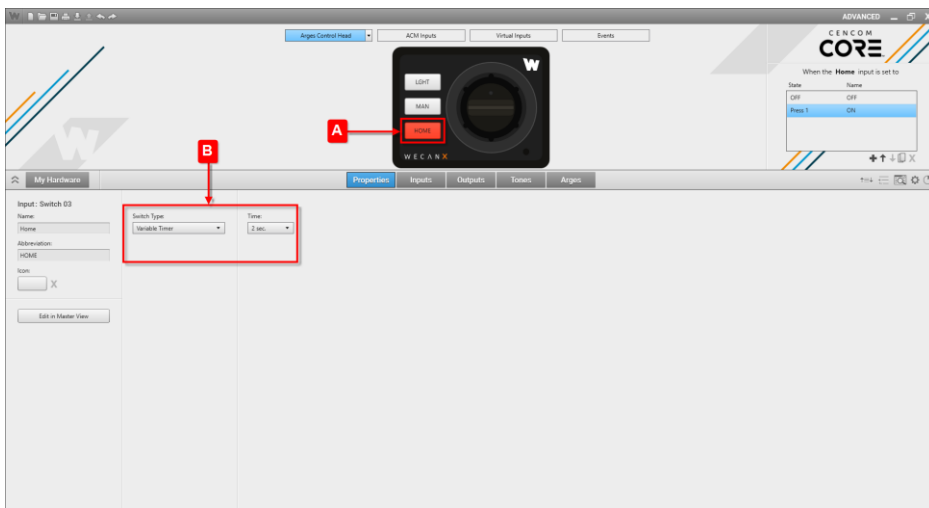 W
ADVANCED
Arges Control Head
ACM Inputs
Virtual Inputs
Events
CENCOM
CORE
When the Home input is set to
State Name
OFF OFF
Press 1 ON
W
LIGHT
MAN
HOME
WECANX
A
B
My Hardware
Properties
Inputs
Outputs
Tones
Arges
Input: Switch 03
Name:
Home
Abbreviation:
HOME
Icon
X
Edit in Master View
Switch Type:
Variable Timer
Time:
2 sec.